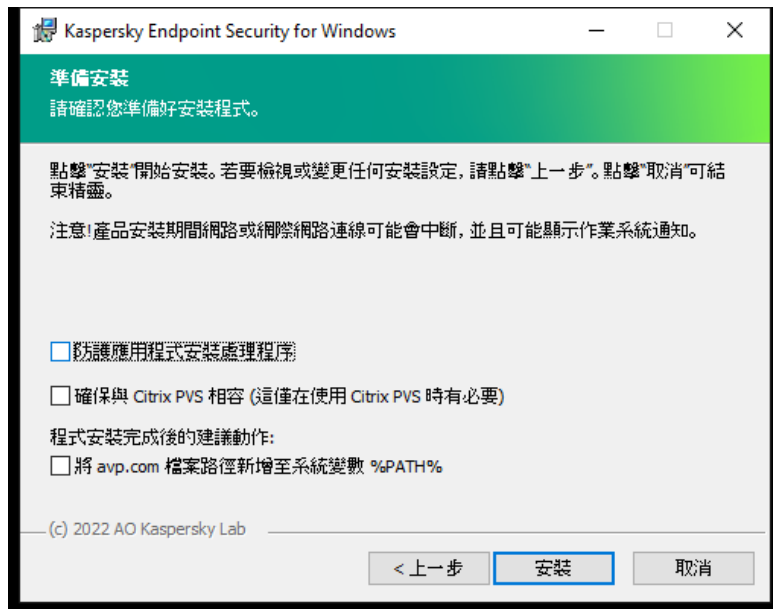 Kaspersky Endpoint Security for Windows
準備安裝
請確認您準備好安裝程式。
點擊"安裝"開始安裝。若要檢視或變更任何安裝設定, 請點擊"上一步"。點擊"取消"可結
束精靈。
注意!產品安裝期間網路或網際網路連線可能會中斷, 並且可能顯示作業系統通知。
防護應用程式安裝處理程序
確保與 Citrix PVS 相容 (這僅在使用 Citrix PVS 時有必要)
程式安裝完成後的建議動作:
將 avp.com 檔案路徑新增至系統變數 %PATH%
(c) 2022 AO Kaspersky Lab
< 上一步 安裝 取消